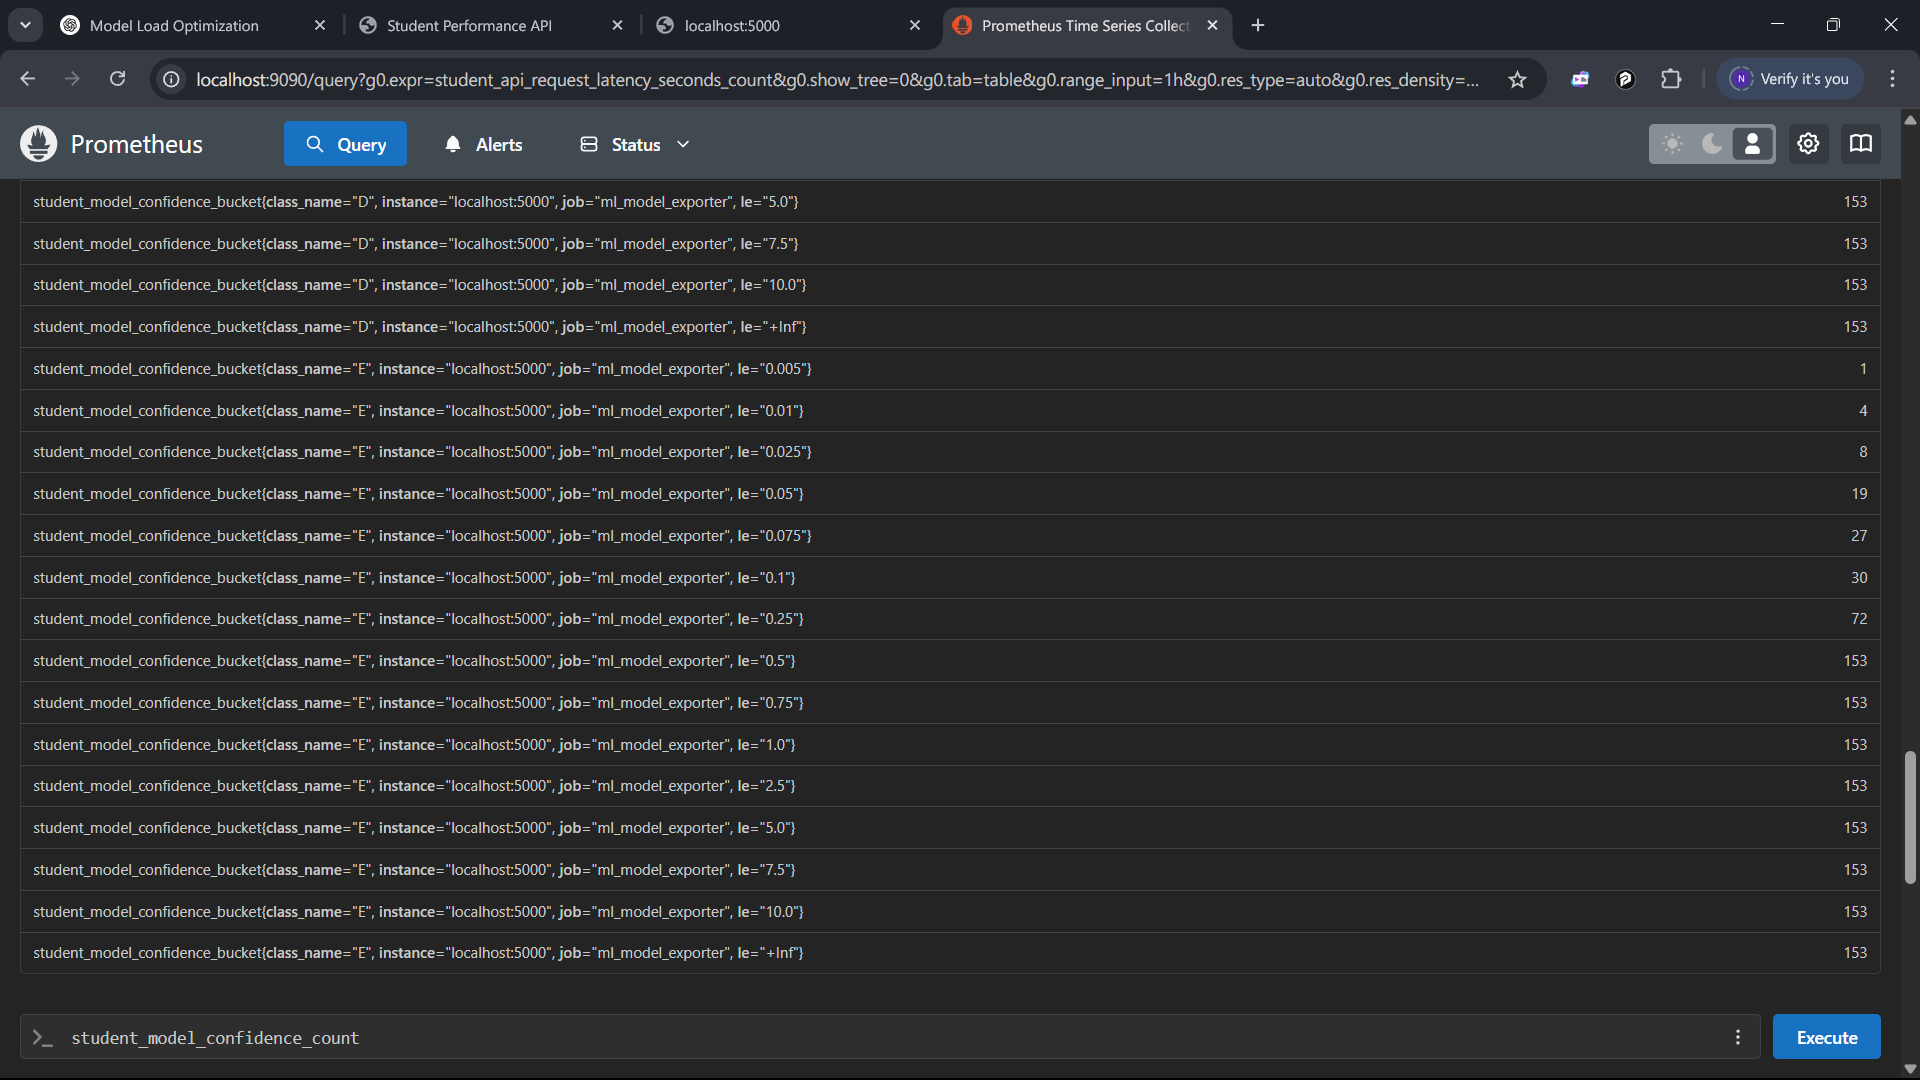 Model Load Optimization
Student Performance API
localhost:5000
Prometheus Time Series Collect
localhost:9090/query?g0.expr=student_api_request_latency_seconds_count&g0.show_tree=0&g0.tab=table&g0.range_input=1h&g0.res_type=auto&g0.res_density=...
N Verify it's you
Prometheus
Query
Alerts
Status
student_model_confidence_bucket{class_name="D", instance="localhost:5000", job="ml_model_exporter", le="5.0"} 153
student_model_confidence_bucket{class_name="D", instance="localhost:5000", job="ml_model_exporter", le="7.5"} 153
student_model_confidence_bucket{class_name="D", instance="localhost:5000", job="ml_model_exporter", le="10.0"} 153
student_model_confidence_bucket{class_name="D", instance="localhost:5000", job="ml_model_exporter", le="+Inf"} 153
student_model_confidence_bucket{class_name="E", instance="localhost:5000", job="ml_model_exporter", le="0.005"} 1
student_model_confidence_bucket{class_name="E", instance="localhost:5000", job="ml_model_exporter", le="0.01"} 4
student_model_confidence_bucket{class_name="E", instance="localhost:5000", job="ml_model_exporter", le="0.025"} 8
student_model_confidence_bucket{class_name="E", instance="localhost:5000", job="ml_model_exporter", le="0.05"} 19
student_model_confidence_bucket{class_name="E", instance="localhost:5000", job="ml_model_exporter", le="0.075"} 27
student_model_confidence_bucket{class_name="E", instance="localhost:5000", job="ml_model_exporter", le="0.1"} 30
student_model_confidence_bucket{class_name="E", instance="localhost:5000", job="ml_model_exporter", le="0.25"} 72
student_model_confidence_bucket{class_name="E", instance="localhost:5000", job="ml_model_exporter", le="0.5"} 153
student_model_confidence_bucket{class_name="E", instance="localhost:5000", job="ml_model_exporter", le="0.75"} 153
student_model_confidence_bucket{class_name="E", instance="localhost:5000", job="ml_model_exporter", le="1.0"} 153
student_model_confidence_bucket{class_name="E", instance="localhost:5000", job="ml_model_exporter", le="2.5"} 153
student_model_confidence_bucket{class_name="E", instance="localhost:5000", job="ml_model_exporter", le="5.0"} 153
student_model_confidence_bucket{class_name="E", instance="localhost:5000", job="ml_model_exporter", le="7.5"} 153
student_model_confidence_bucket{class_name="E", instance="localhost:5000", job="ml_model_exporter", le="10.0"} 153
student_model_confidence_bucket{class_name="E", instance="localhost:5000", job="ml_model_exporter", le="+Inf"} 153
student_model_confidence_count
Execute